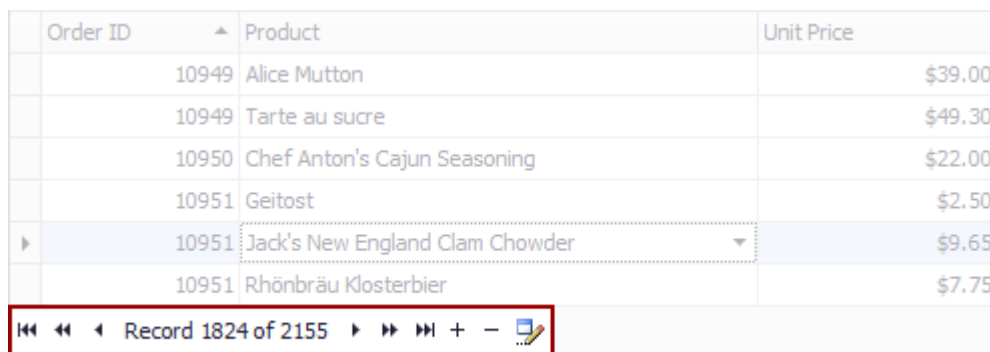 Order ID Product Unit Price
10949 Alice Mutton $39.00
10949 Tarte au sucre $49.30
10950 Chef Anton's Cajun Seasoning $22.00
10951 Geitost $2.50
10951 Jack's New England Clam Chowder $9.65
10951 Rhönbräu Klosterbier $7.75
Record 1824 of 2155